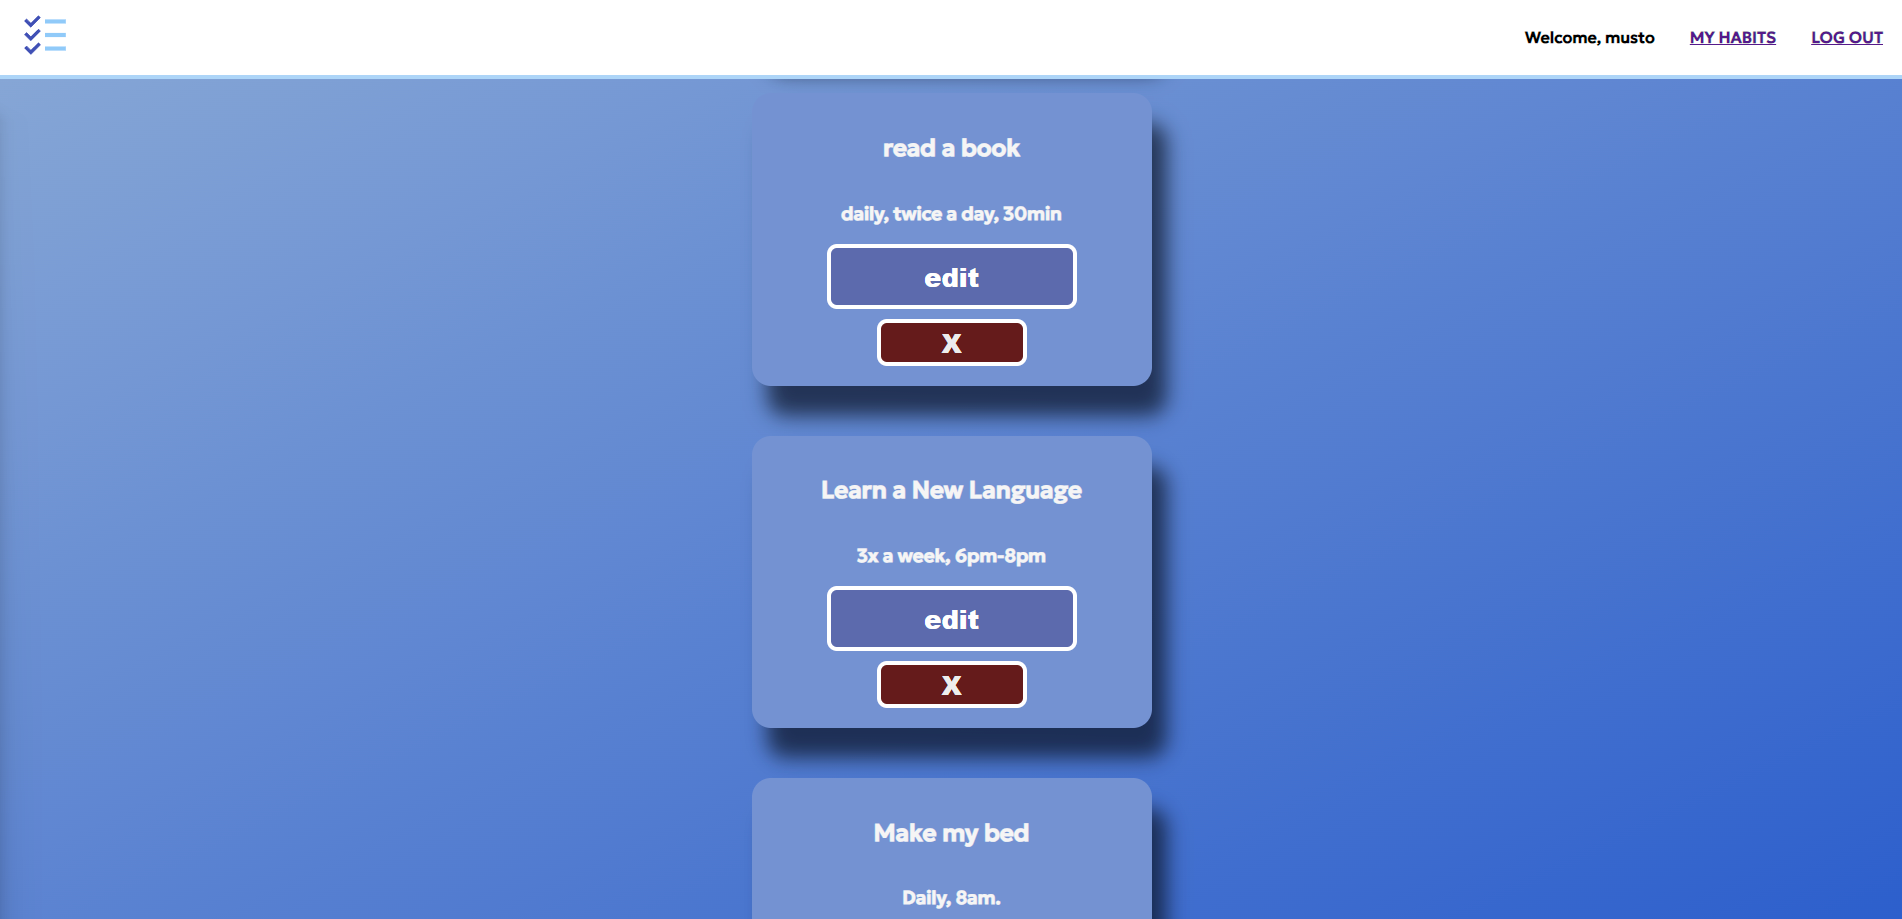 Welcome, musto MY HABITS LOG OUT
read a book
daily, twice a day, 30min
edit
X
Learn a New Language
3x a week, 6pm-8pm
edit
X
Make my bed
Daily, 8am.